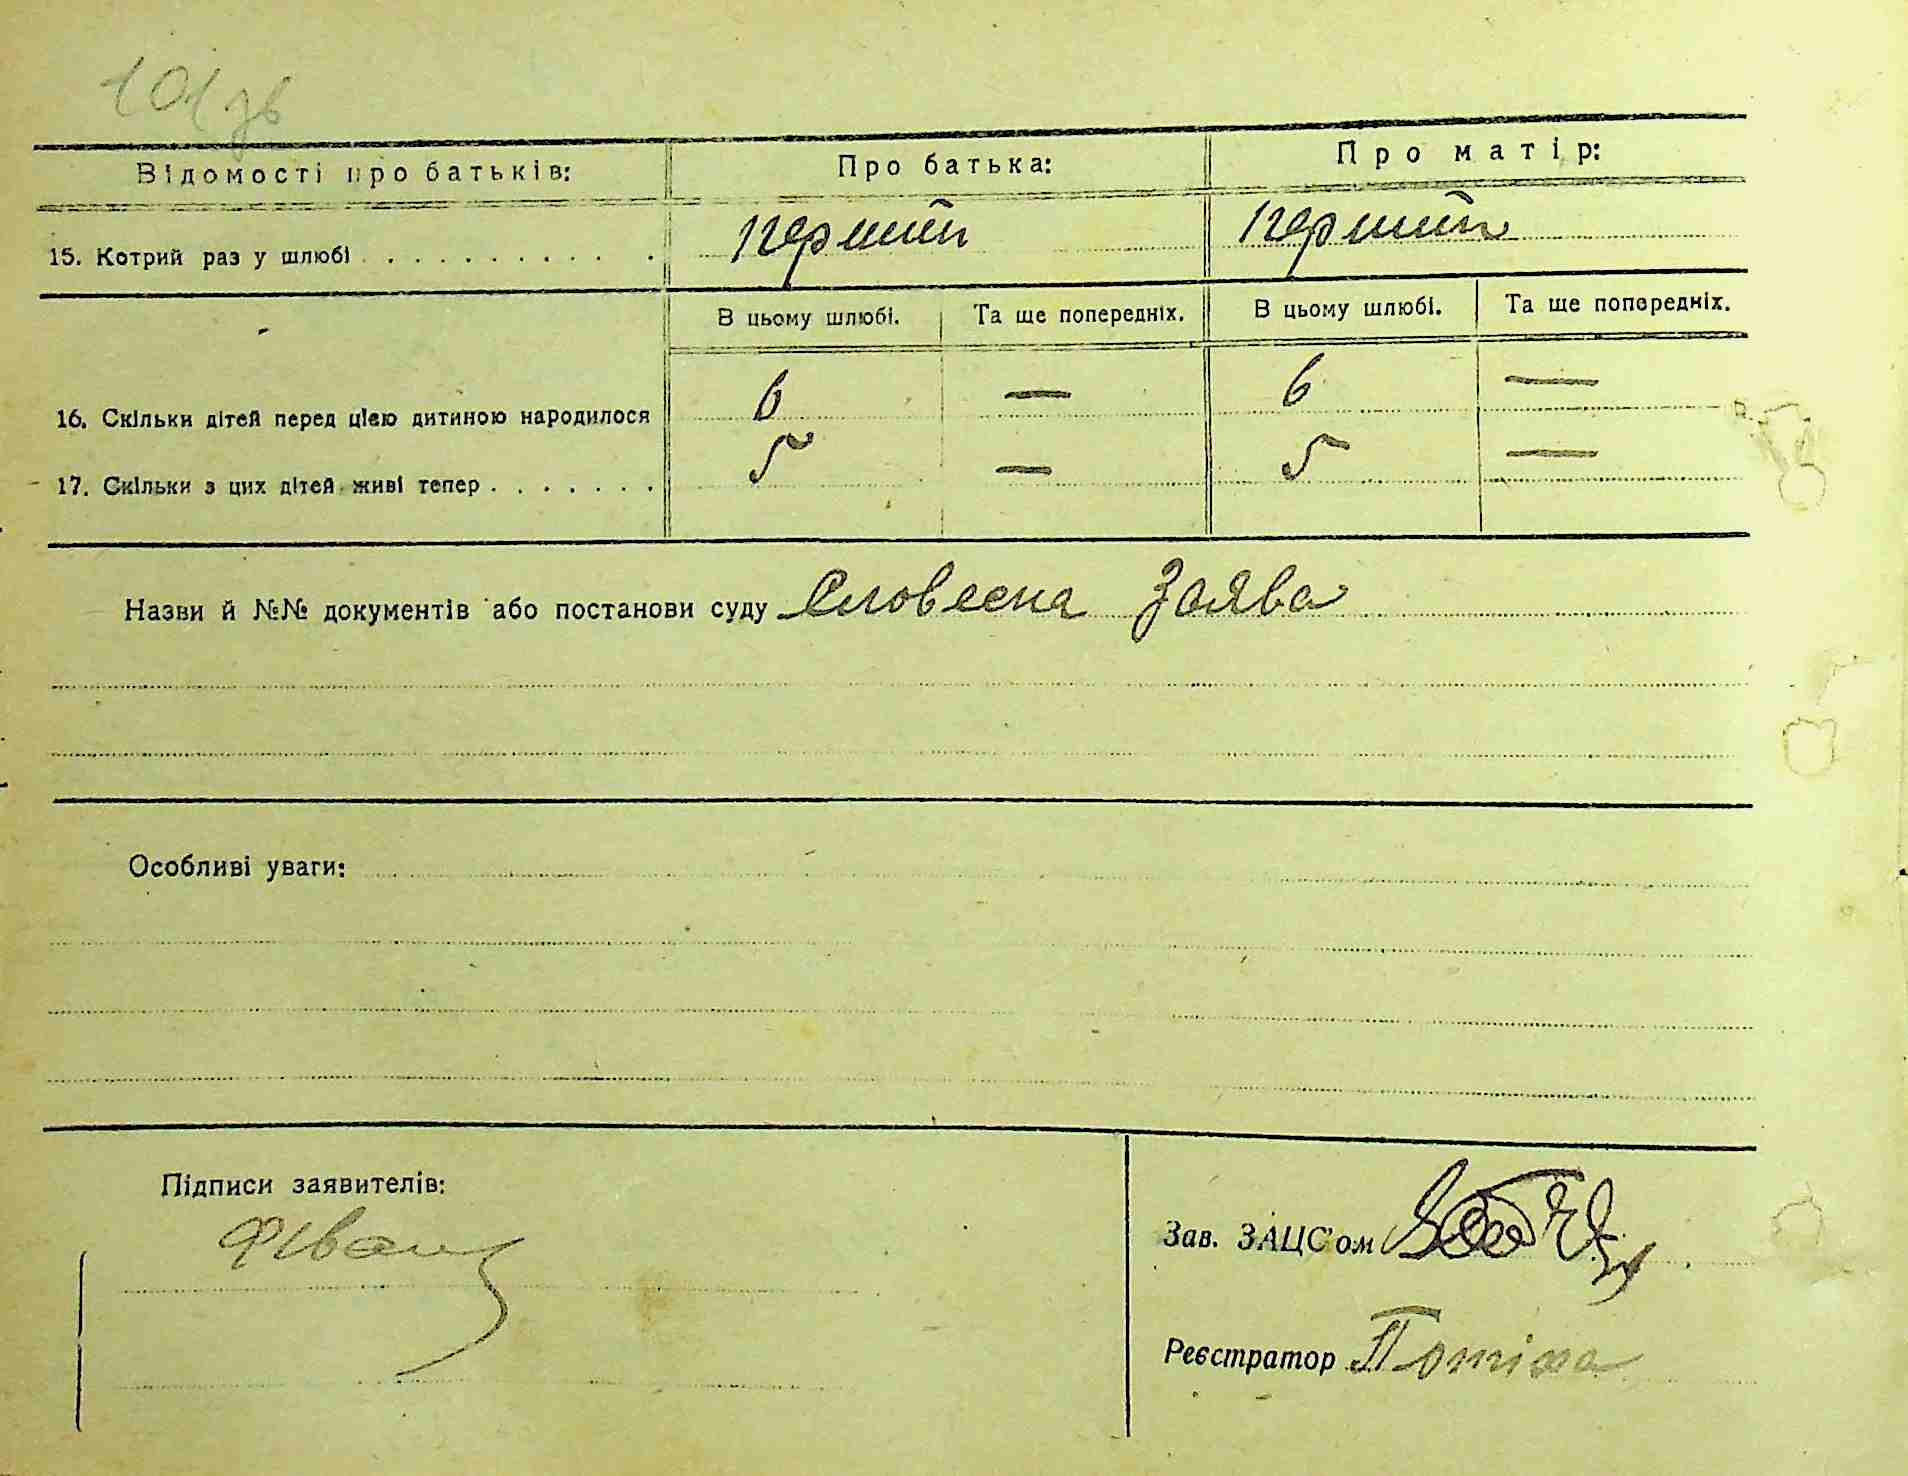 101 зв
Відомості про батьків: Про батька: Про матір:
15. Котрий раз у шлюбі . . . . . . . . . . . перший перший
В цьому шлюбі. Та ще попередніх. В цьому шлюбі. Та ще попередніх.
16. Скільки дітей перед цією дитиною народилося 6 — 6 —
17. Скільки з цих дітей живі тепер . . . . . . . 5 — 5 —
Назви й №№ документів або постанови суду Словесна Заява
Особливі уваги:
Підписи заявителів:
Зав. ЗАЦС'ом
Реєстратор